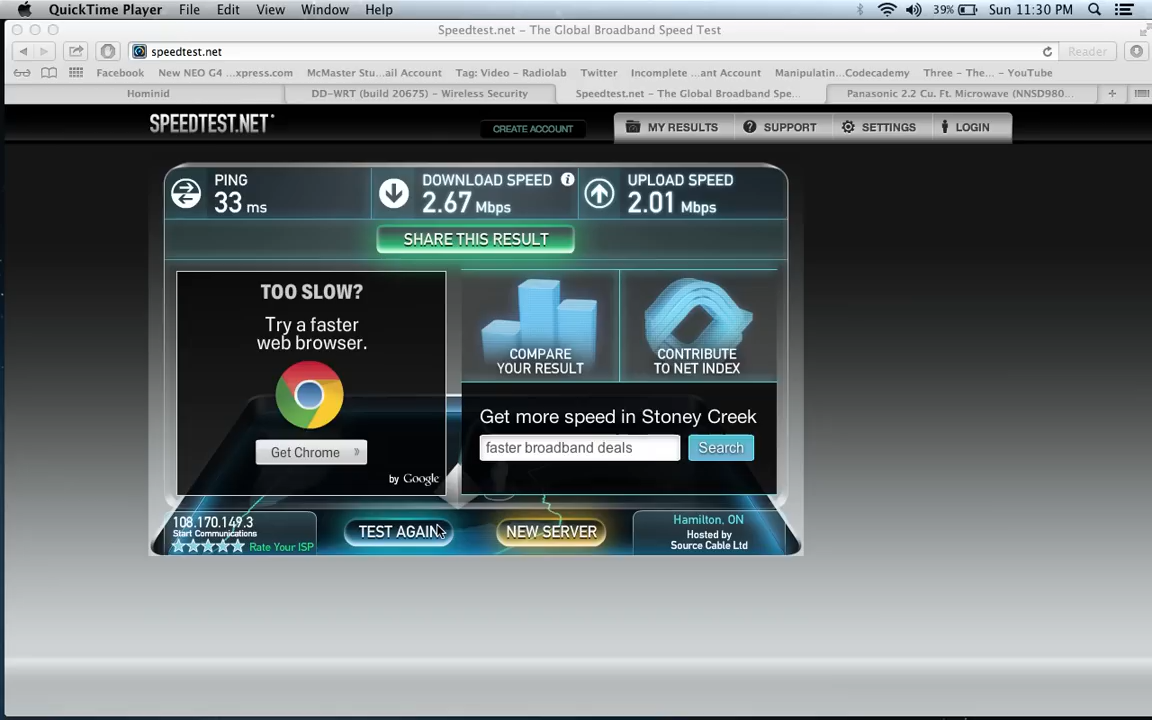 QuickTime Player File Edit View Window Help 39% Sun 11:30 PM
Speedtest.net – The Global Broadband Speed Test
speedtest.net Reader
Facebook New NEO G4 ...xpress.com McMaster Stu...ail Account Tag: Video – Radiolab Twitter Incomplete ...ant Account Manipulatin...Codecademy Three – The... – YouTube
Hominid DD-WRT (build 20675) – Wireless Security Speedtest.net – The Global Broadband Spe... Panasonic 2.2 Cu. Ft. Microwave (NNSD980...
SPEEDTEST.NET CREATE ACCOUNT MY RESULTS SUPPORT SETTINGS LOGIN
PING DOWNLOAD SPEED UPLOAD SPEED
33 ms 2.67 Mbps 2.01 Mbps
SHARE THIS RESULT
TOO SLOW?
Try a faster
web browser.
Get Chrome »
by Google
COMPARE
YOUR RESULT
CONTRIBUTE
TO NET INDEX
Get more speed in Stoney Creek
faster broadband deals Search
108.170.149.3
Start Communications
Rate Your ISP
TEST AGAIN
NEW SERVER
Hamilton, ON
Hosted by
Source Cable Ltd